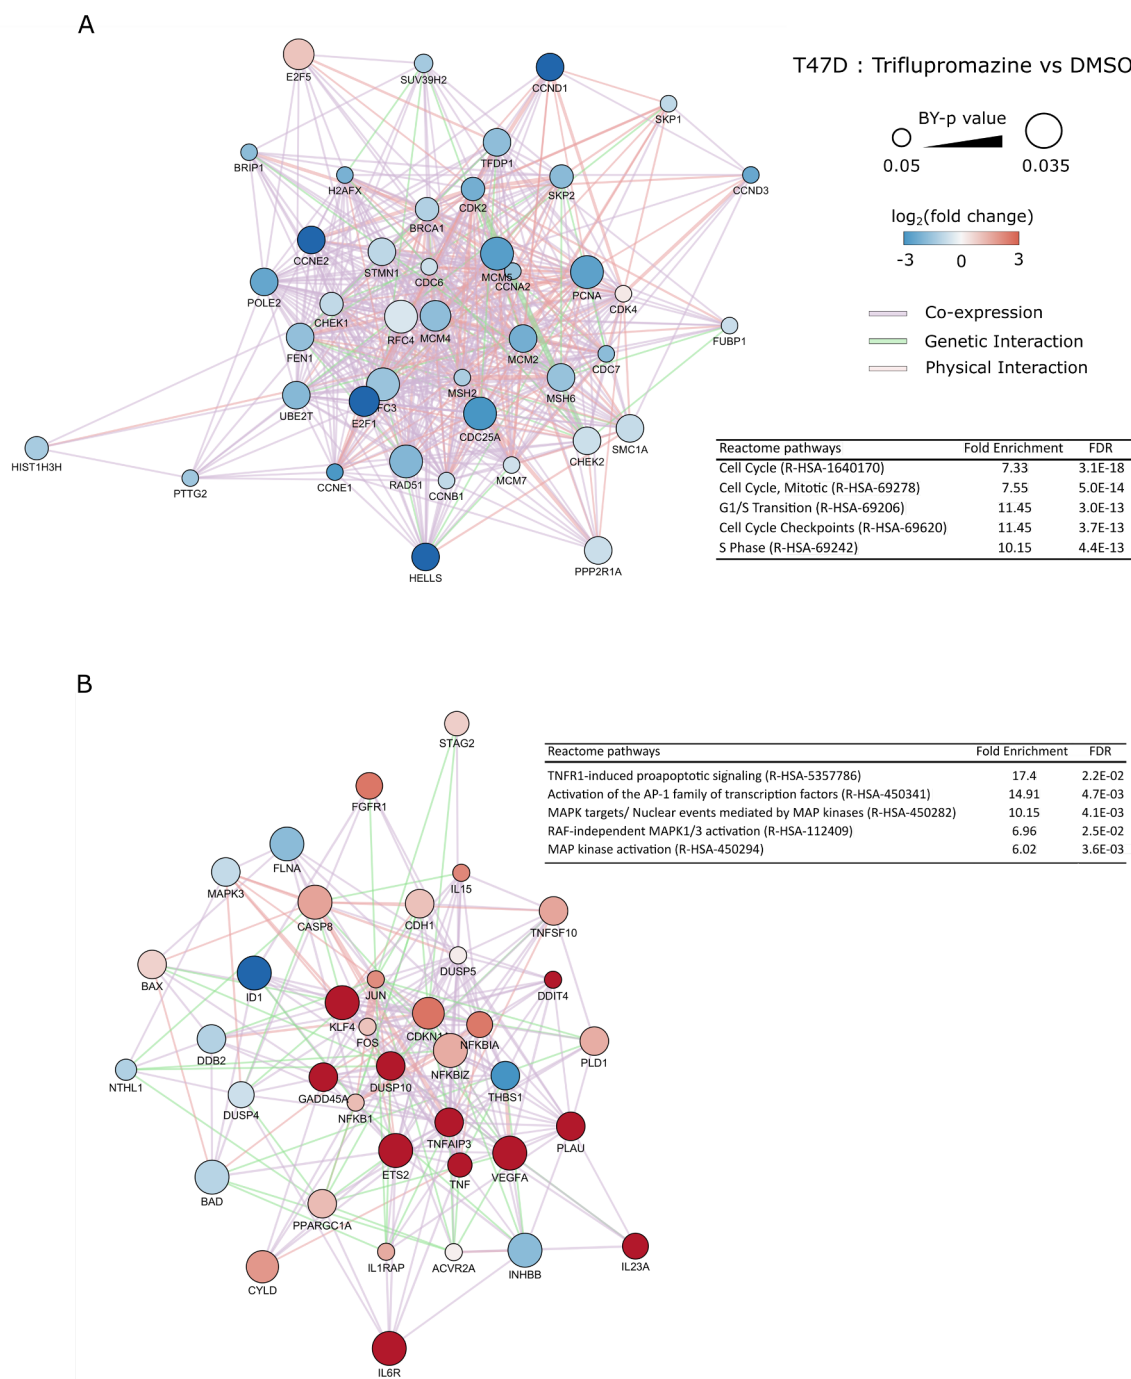 A
T47D : Triflupromazine vs DMSO
BY-p value
0.05
0.035
log2(fold change)
-3 0 3
Co-expression
Genetic Interaction
Physical Interaction
E2F5
SUV39H2
CCND1
SKP1
BRIP1
H2AFX
TFDP1
SKP2
CCND3
CDK2
BRCA1
CCNE2
STMN1
CDC6
MCM5
CCNA2
PCNA
CDK4
POLE2
CHEK1
RFC4
MCM4
FUBP1
FEN1
MCM2
CDC7
UBE2T
FC3
E2F1
MSH2
MSH6
CDC25A
CHEK2
SMC1A
HIST1H3H
PTTG2
CCNE1
RAD51
CCNB1
MCM7
HELLS
PPP2R1A
Reactome pathways Fold Enrichment FDR
Cell Cycle (R-HSA-1640170) 7.33 3.1E-18
Cell Cycle, Mitotic (R-HSA-69278) 7.55 5.0E-14
G1/S Transition (R-HSA-69206) 11.45 3.0E-13
Cell Cycle Checkpoints (R-HSA-69620) 11.45 3.7E-13
S Phase (R-HSA-69242) 10.15 4.4E-13
B
Reactome pathways Fold Enrichment FDR
TNFR1-induced proapoptotic signaling (R-HSA-5357786) 17.4 2.2E-02
Activation of the AP-1 family of transcription factors (R-HSA-450341) 14.91 4.7E-03
MAPK targets/ Nuclear events mediated by MAP kinases (R-HSA-450282) 10.15 4.1E-03
RAF-independent MAPK1/3 activation (R-HSA-112409) 6.96 2.5E-02
MAP kinase activation (R-HSA-450294) 6.02 3.6E-03
STAG2
FGFR1
FLNA
MAPK3
IL15
CASP8
CDH1
TNFSF10
BAX
DUSP5
ID1
JUN
DDIT4
KLF4
FOS
CDKN1
NFKBIA
PLD1
DDB2
NFKBIZ
NTHL1
DUSP4
GADD45A
DUSP10
THBS1
NFKB1
TNFAIP3
PLAU
ETS2
TNF
VEGFA
BAD
PPARGC1A
IL1RAP
ACVR2A
INHBB
IL23A
CYLD
IL6R